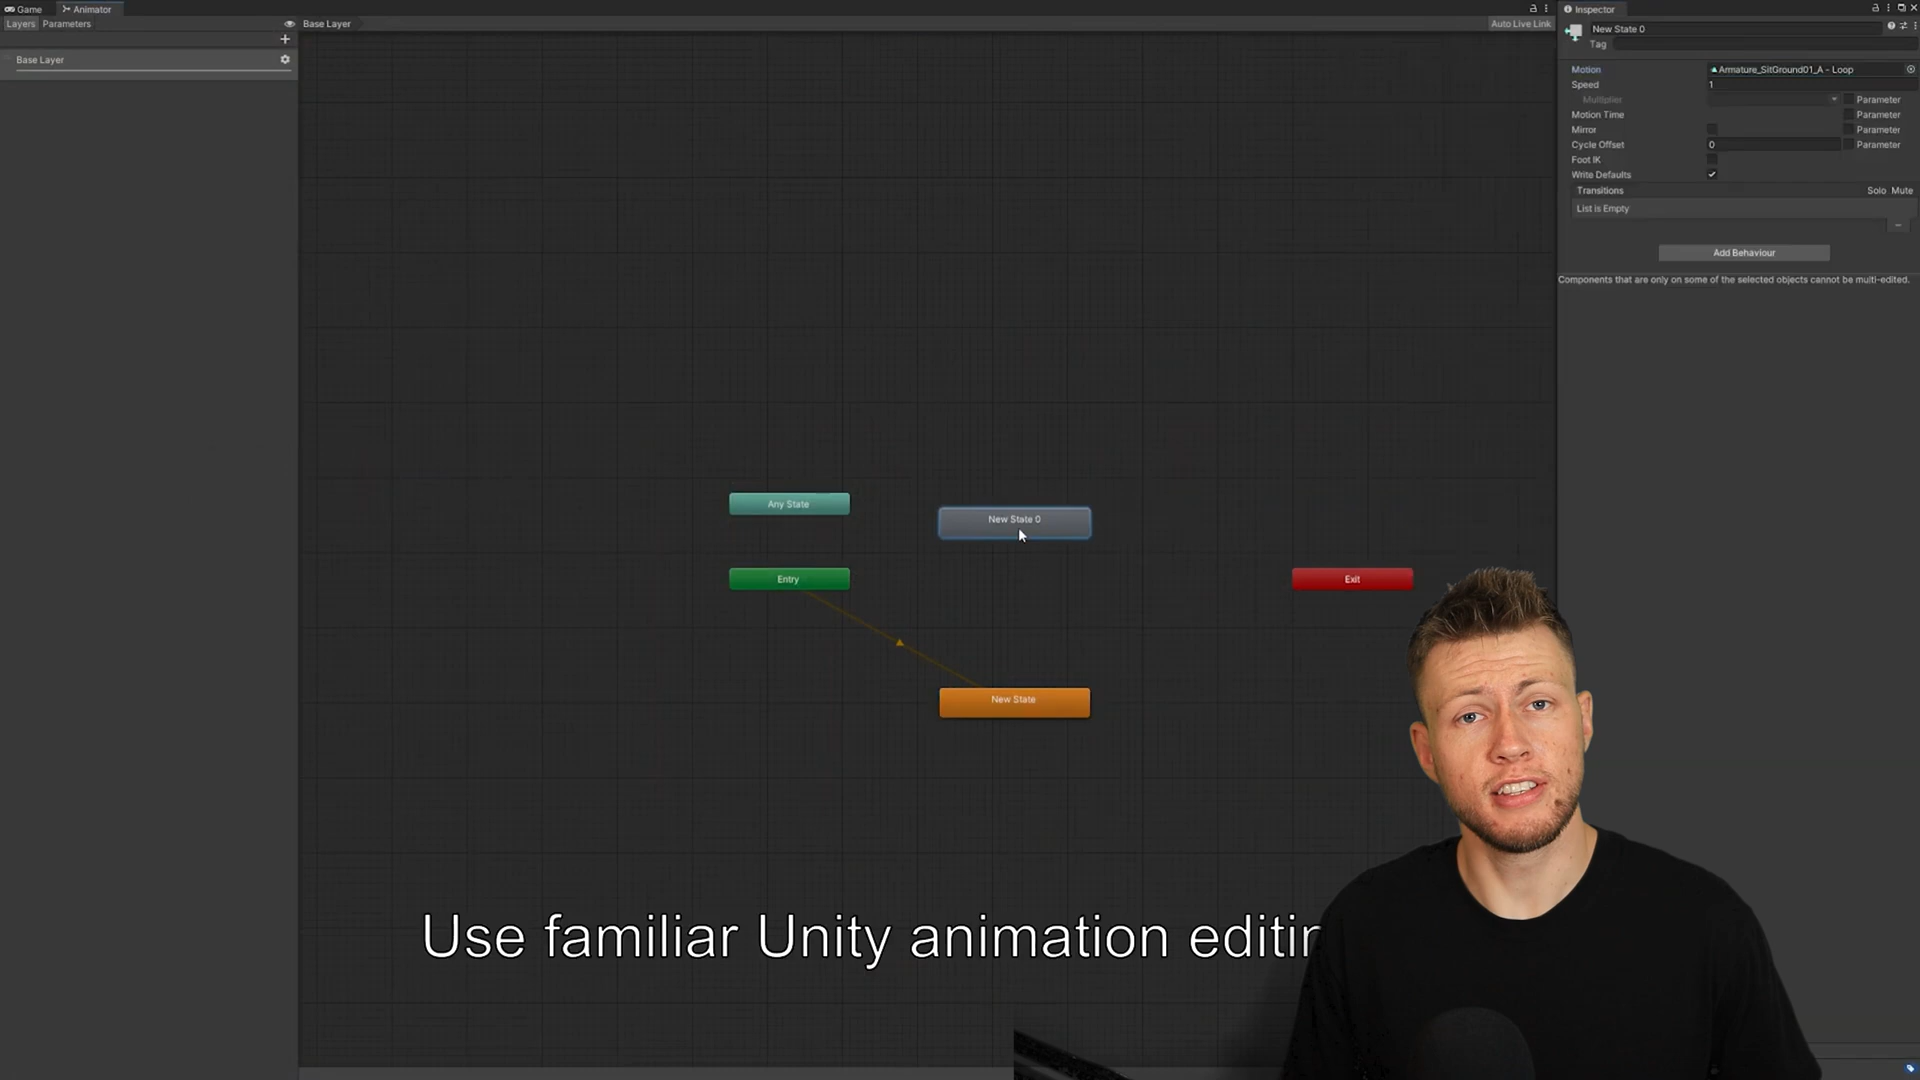 Game
Animator
Layers
Parameters
Base Layer
Base Layer
Auto Live Link
Any State
New State 0
Entry
Exit
New State
Use familiar Unity animation editin
Inspector
New State 0
Tag
Motion
Armature_SitGround01_A - Loop
Speed
1
Multiplier
Parameter
Motion Time
Parameter
Mirror
Parameter
Cycle Offset
0
Parameter
Foot IK
Write Defaults
Transitions
Solo Mute
List is Empty
Add Behaviour
Components that are only on some of the selected objects cannot be multi-edited.